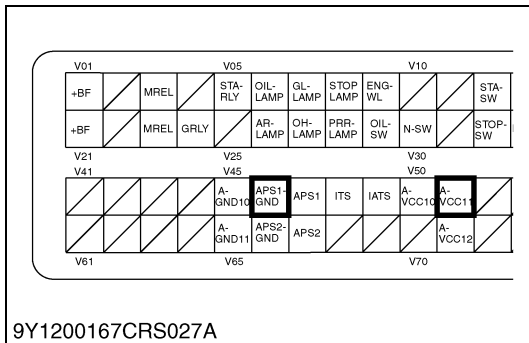 V01 V05 V10
+BF MREL STA-RLY OIL-LAMP GL-LAMP STOP LAMP ENG-WL STA-SW
+BF MREL GRLY AR-LAMP OH-LAMP PRR-LAMP OIL-SW N-SW STOP-SW
V21 V25 V30
V41 V45 V50
A-GND10 APS1-GND APS1 ITS IATS A-VCC10 A-VCC11
A-GND11 APS2-GND APS2 A-VCC12
V61 V65 V70
9Y1200167CRS027A